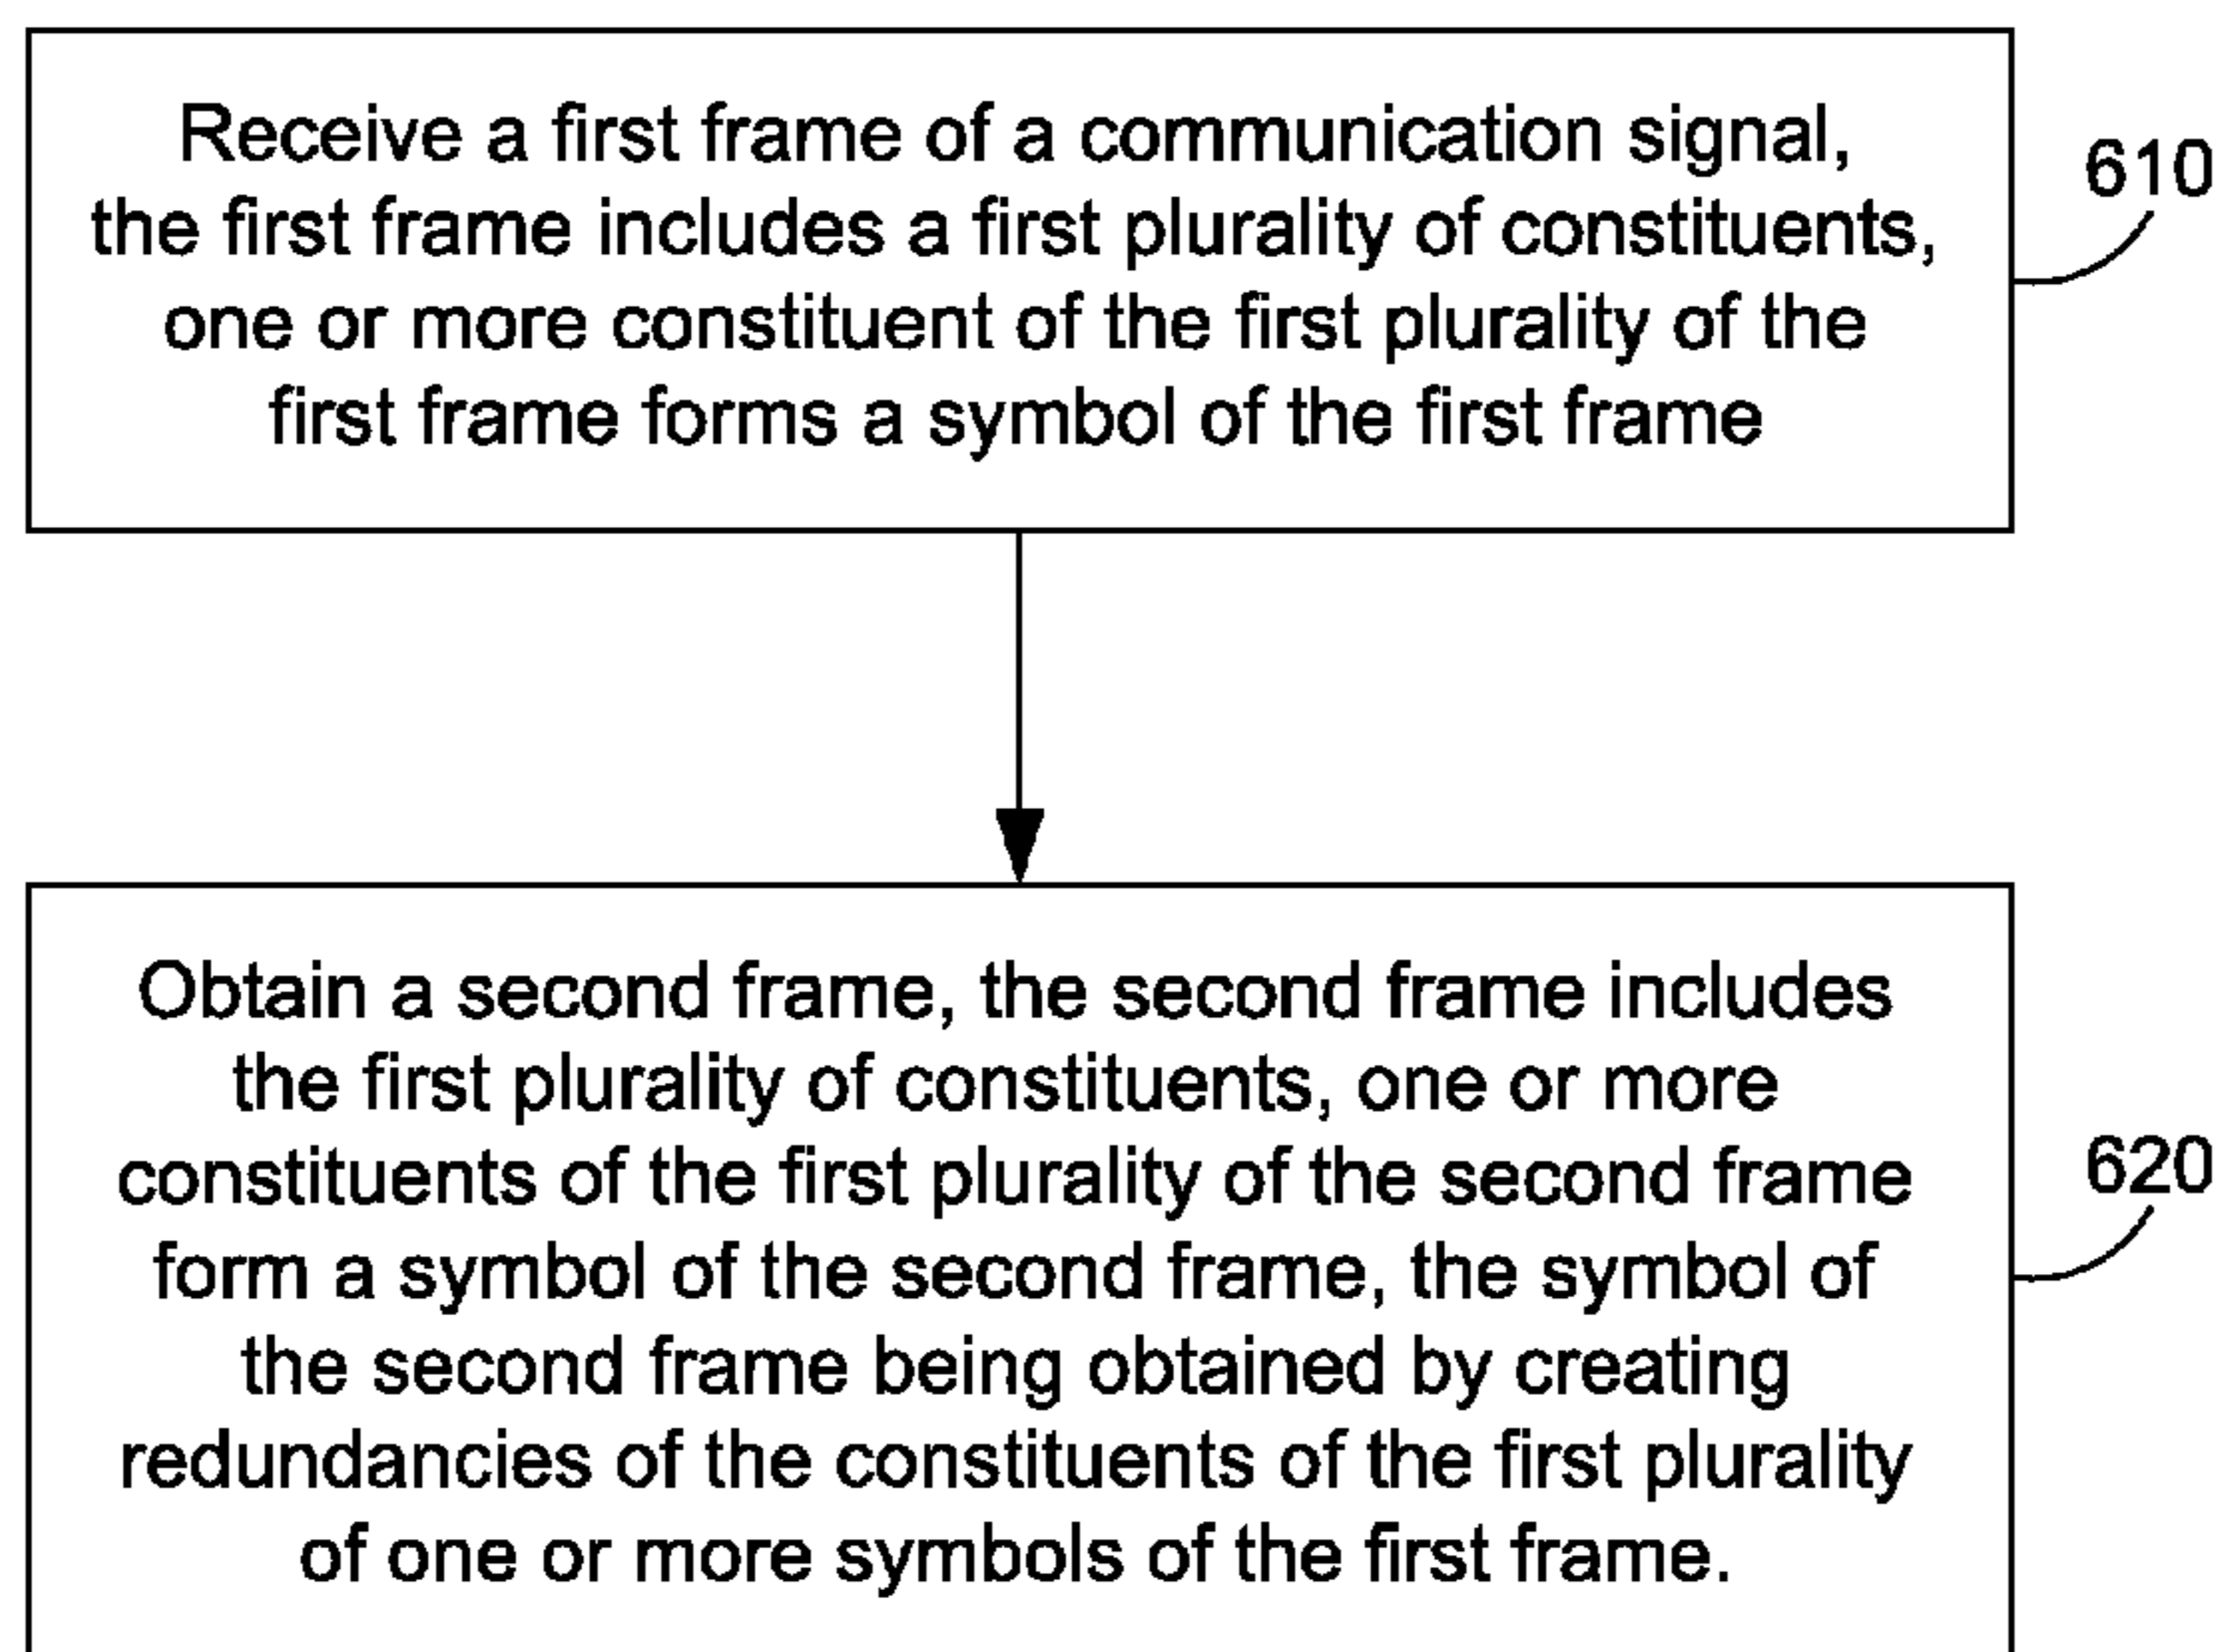 Receive a first frame of a communication signal,
the first frame includes a first plurality of constituents,
one or more constituent of the first plurality of the
first frame forms a symbol of the first frame
610
Obtain a second frame, the second frame includes
the first plurality of constituents, one or more
constituents of the first plurality of the second frame
form a symbol of the second frame, the symbol of
the second frame being obtained by creating
redundancies of the constituents of the first plurality
of one or more symbols of the first frame.
620